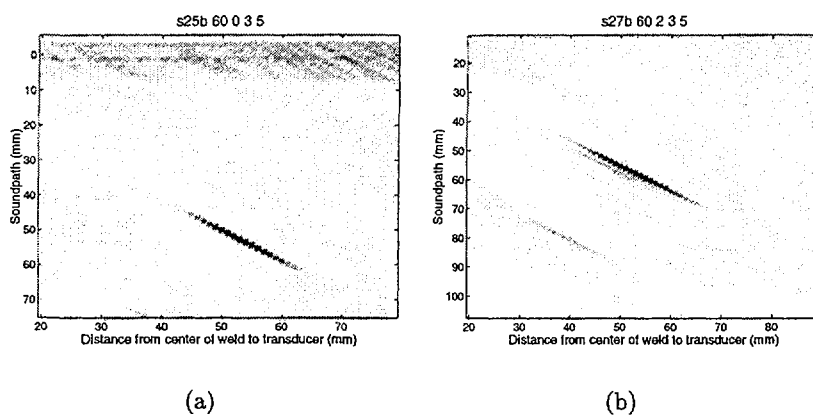 s25b 60 0 3 5
0
10
20
30
40
50
60
70
Soundpath (mm)
20 30 40 50 60 70
Distance from center of weld to transducer (mm)
(a)
s27b 60 2 3 5
20
30
40
50
60
70
80
90
100
Soundpath (mm)
20 30 40 50 60 70 80
Distance from center of weld to transducer (mm)
(b)